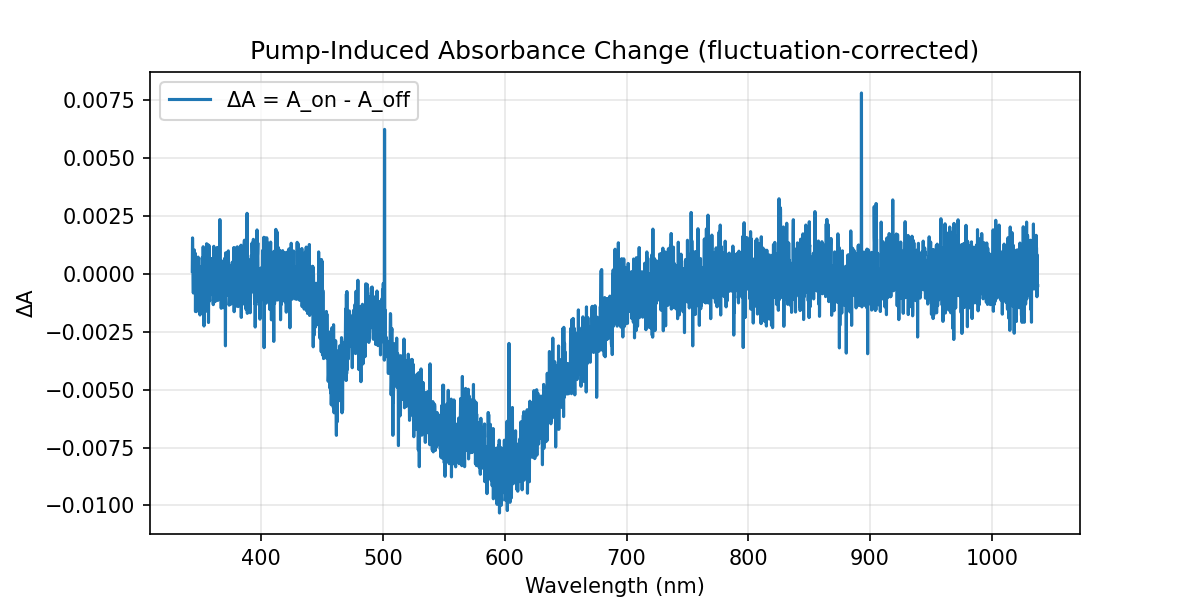 Pump-Induced Absorbance Change (fluctuation-corrected)
ΔA = A_on - A_off
0.0075
0.0050
0.0025
0.0000
−0.0025
−0.0050
−0.0075
−0.0100
ΔA
400 500 600 700 800 900 1000
Wavelength (nm)